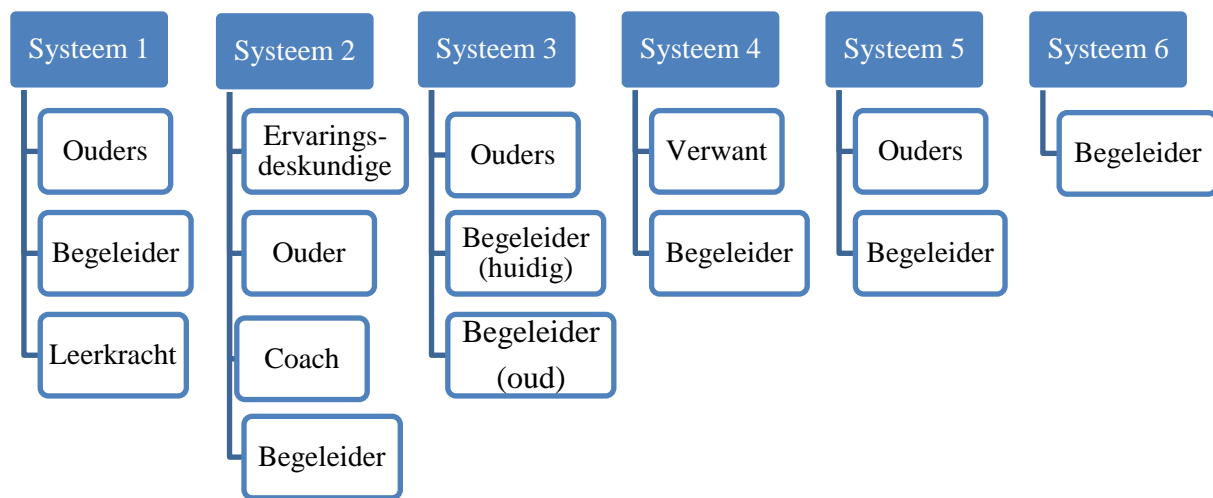 Systeem 1
Ouders
Begeleider
Leerkracht
Systeem 2
Ervarings-
deskundige
Ouder
Coach
Begeleider
Systeem 3
Ouders
Begeleider
(huidig)
Begeleider
(oud)
Systeem 4
Verwant
Begeleider
Systeem 5
Ouders
Begeleider
Systeem 6
Begeleider